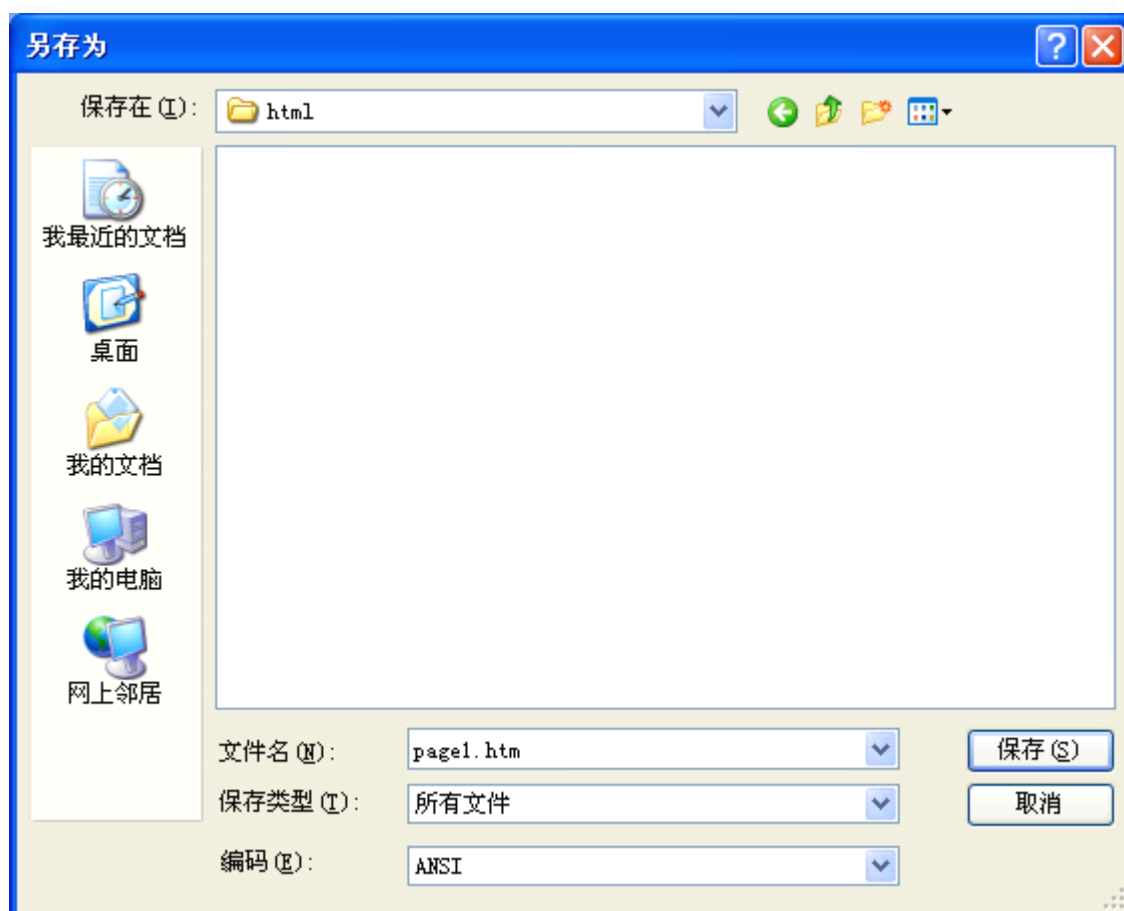 另存为
保存在(I):
html
我最近的文档
桌面
我的文档
我的电脑
网上邻居
文件名(N):
page1.htm
保存(S)
保存类型(T):
所有文件
取消
编码(E):
ANSI